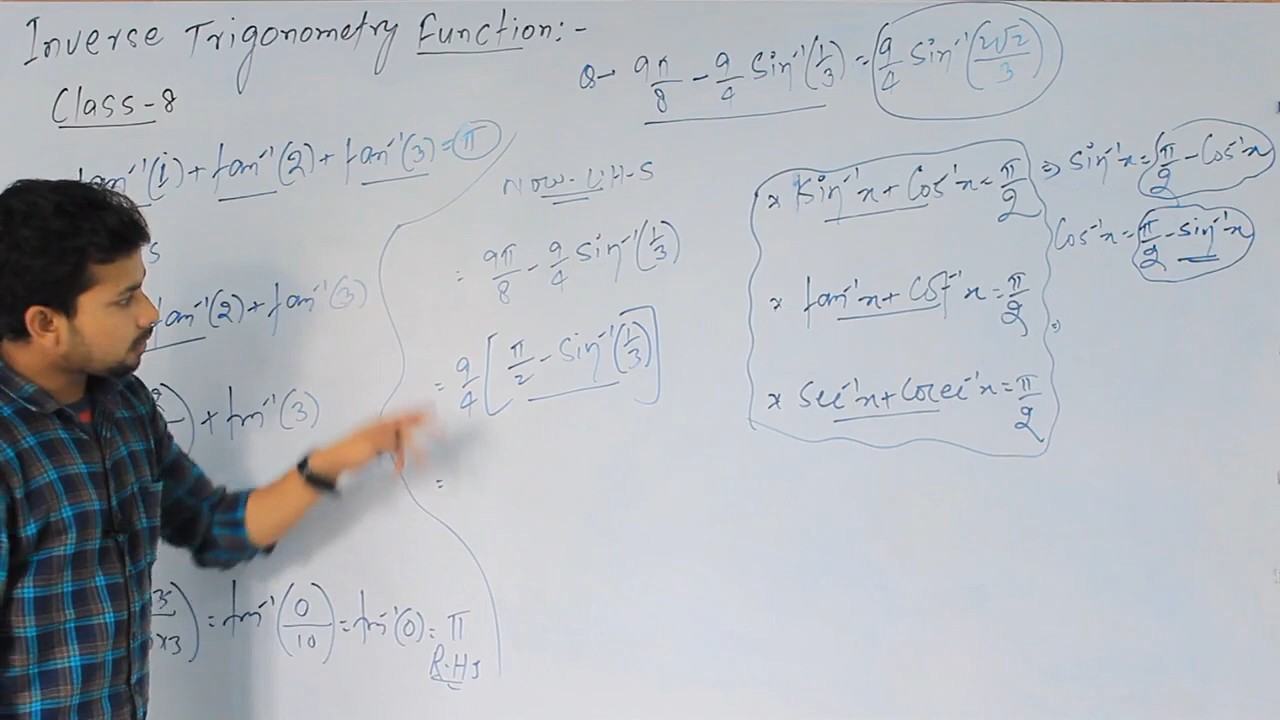 Inverse Trigonometry Function:-
Class-8
Q→ 9π/8 - 9/4 Sin⁻¹(1/3) = 9/4 Sin⁻¹(2√2/3)
tan⁻¹(1) + tan⁻¹(2) + tan⁻¹(3) = π
S
tan⁻¹(2) + tan⁻¹(3)
) + tan⁻¹(3)
) = tan⁻¹(0/10) = tan⁻¹(0) = π
R.H.S
Now L.H.S
= 9π/8 - 9/4 Sin⁻¹(1/3)
= 9/4 [π/2 - Sin⁻¹(1/3)]
=
* Sin⁻¹x + Cos⁻¹x = π/2 ⇒ Sin⁻¹x = π/2 - Cos⁻¹x
Cos⁻¹x = π/2 - Sin⁻¹x
* tan⁻¹x + Cot⁻¹x = π/2 ⇒
* Sec⁻¹x + Cosec⁻¹x = π/2